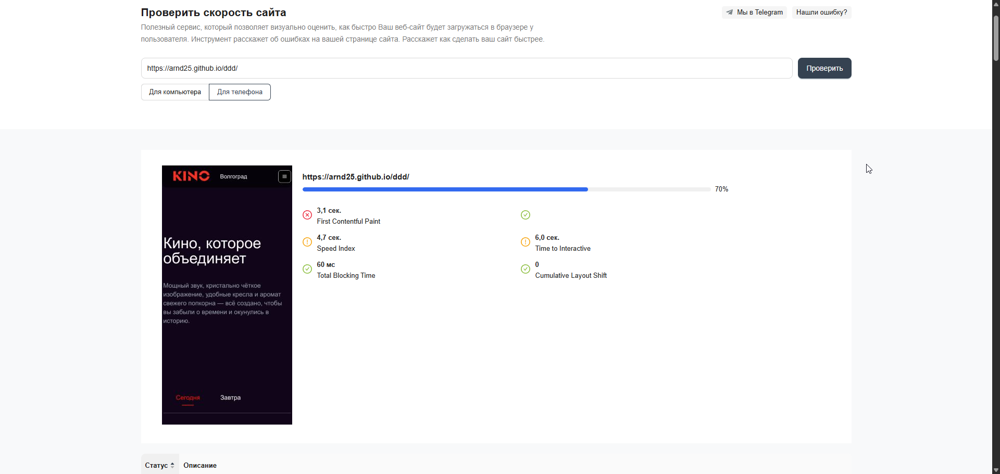 Проверить скорость сайта
Мы в Telegram
Нашли ошибку?
Полезный сервис, который позволяет визуально оценить, как быстро Ваш веб-сайт будет загружаться в браузере у
пользователя. Инструмент расскажет об ошибках на вашей странице сайта. Расскажет как сделать ваш сайт быстрее.
https://arnd25.github.io/ddd/
Проверить
Для компьютера
Для телефона
KINO
Волгоград
Кино, которое
объединяет
Мощный звук, кристально чёткое
изображение, удобные кресла и аромат
свежего попкорна — всё создано, чтобы
вы забыли о времени и окунулись в
историю.
Сегодня
Завтра
https://arnd25.github.io/ddd/
70%
3,1 сек.
First Contentful Paint
4,7 сек.
Speed Index
6,0 сек.
Time to Interactive
60 мс
Total Blocking Time
0
Cumulative Layout Shift
Статус
Описание